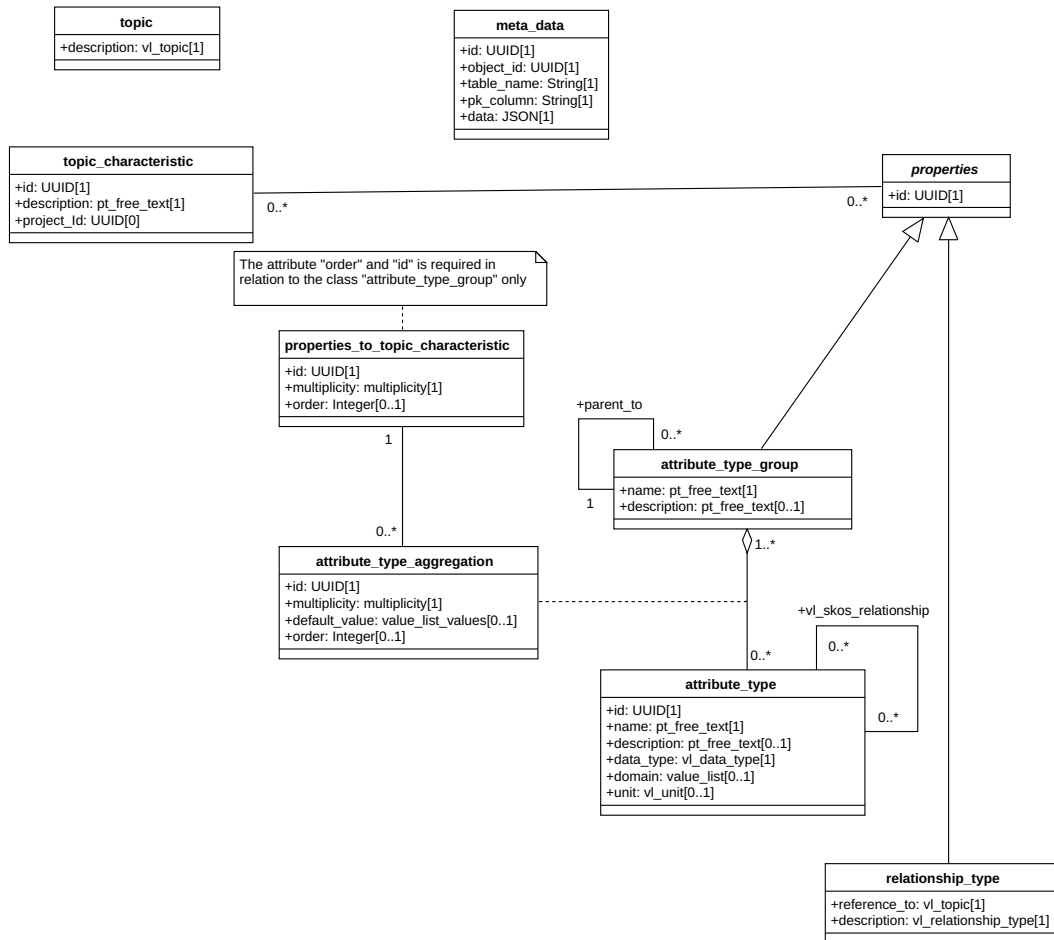 topic
+description: vl_topic[1]
meta_data
+id: UUID[1]
+object_id: UUID[1]
+table_name: String[1]
+pk_column: String[1]
+data: JSON[1]
topic_characteristic
+id: UUID[1]
+description: pt_free_text[1]
+project_Id: UUID[0]
0..*
0..*
properties
+id: UUID[1]
The attribute "order" and "id" is required in
relation to the class "attribute_type_group" only
properties_to_topic_characteristic
+id: UUID[1]
+multiplicity: multiplicity[1]
+order: Integer[0..1]
1
0..*
+parent_to
0..*
1
attribute_type_group
+name: pt_free_text[1]
+description: pt_free_text[0..1]
1..*
attribute_type_aggregation
+id: UUID[1]
+multiplicity: multiplicity[1]
+default_value: value_list_values[0..1]
+order: Integer[0..1]
+vl_skos_relationship
0..*
0..*
0..*
attribute_type
+id: UUID[1]
+name: pt_free_text[1]
+description: pt_free_text[0..1]
+data_type: vl_data_type[1]
+domain: value_list[0..1]
+unit: vl_unit[0..1]
relationship_type
+reference_to: vl_topic[1]
+description: vl_relationship_type[1]